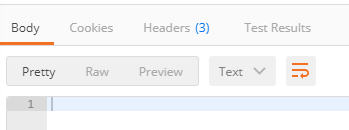 Body Cookies Headers (3) Test Results
Pretty Raw Preview Text
1